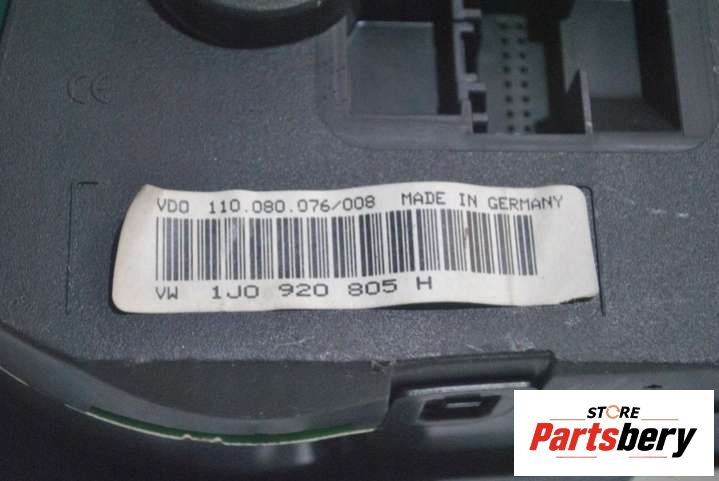 CE
VDO 110.080.076/008 MADE IN GERMANY
VW 1J0 920 805 H
STORE
Partsbery